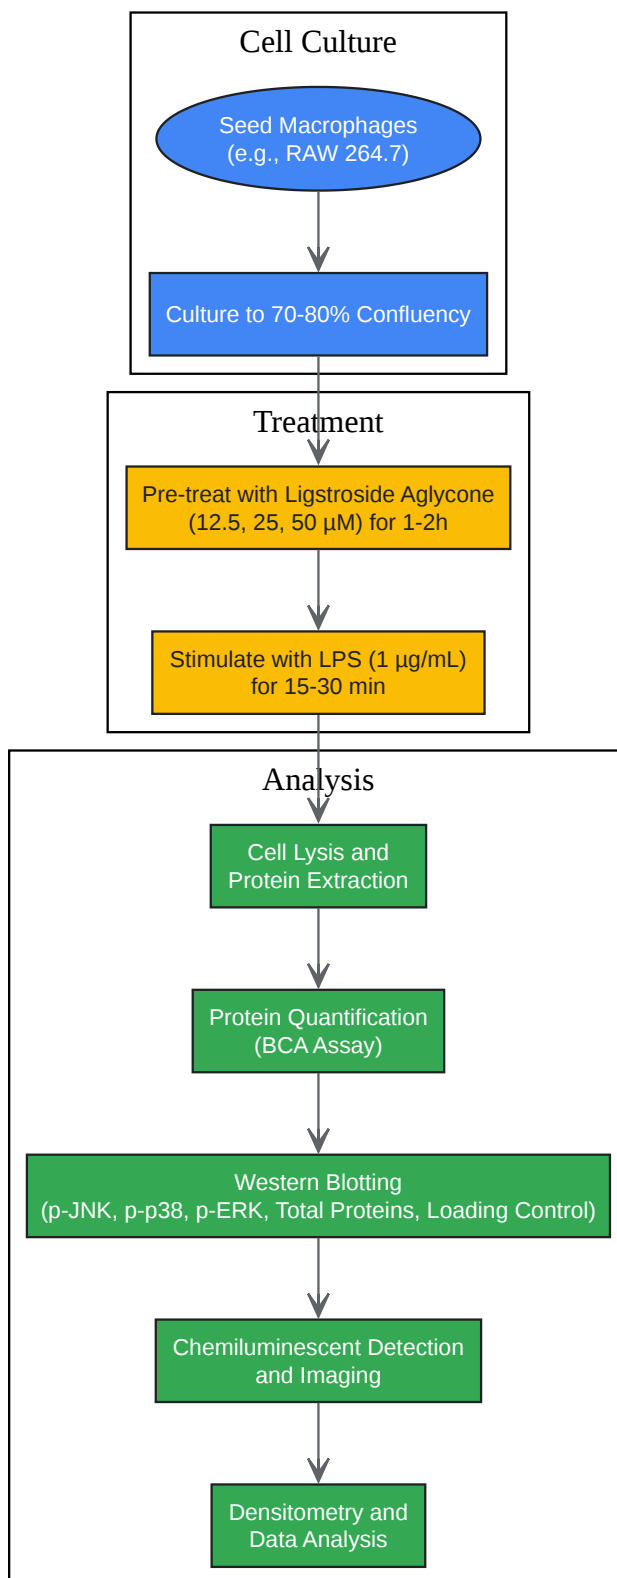 Cell Culture
Seed Macrophages
(e.g., RAW 264.7)
Culture to 70-80% Confluency
Treatment
Pre-treat with Ligstroside Aglycone
(12.5, 25, 50 µM) for 1-2h
Stimulate with LPS (1 µg/mL)
for 15-30 min
Analysis
Cell Lysis and
Protein Extraction
Protein Quantification
(BCA Assay)
Western Blotting
(p-JNK, p-p38, p-ERK, Total Proteins, Loading Control)
Chemiluminescent Detection
and Imaging
Densitometry and
Data Analysis